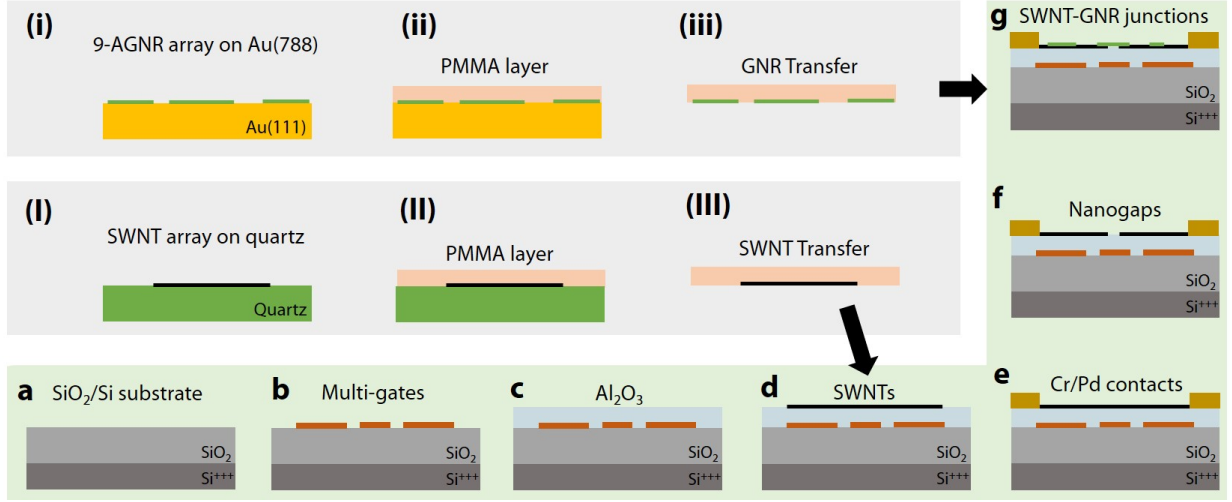 (i)
9-AGNR array on Au(788)
Au(111)
(ii)
PMMA layer
(iii)
GNR Transfer
(I)
SWNT array on quartz
Quartz
(II)
PMMA layer
(III)
SWNT Transfer
a
SiO₂/Si substrate
SiO₂
Si⁺⁺⁺
b
Multi-gates
SiO₂
Si⁺⁺⁺
c
Al₂O₃
SiO₂
Si⁺⁺⁺
d
SWNTs
SiO₂
Si⁺⁺⁺
e
Cr/Pd contacts
SiO₂
Si⁺⁺⁺
f
Nanogaps
SiO₂
Si⁺⁺⁺
g
SWNT-GNR junctions
SiO₂
Si⁺⁺⁺